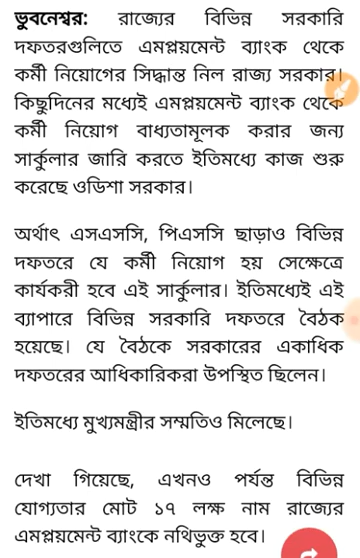 ভুবনেশ্বর: রাজ্যের বিভিন্ন সরকারি
দফতরগুলিতে এমপ্লয়মেন্ট ব্যাংক থেকে
কর্মী নিয়োগের সিদ্ধান্ত নিল রাজ্য সরকার।
কিছুদিনের মধ্যেই এমপ্লয়মেন্ট ব্যাংক থেকে
কর্মী নিয়োগ বাধ্যতামূলক করার জন্য
সার্কুলার জারি করতে ইতিমধ্যে কাজ শুরু
করেছে ওডিশা সরকার।
অর্থাৎ এসএসসি, পিএসসি ছাড়াও বিভিন্ন
দফতরে যে কর্মী নিয়োগ হয় সেক্ষেত্রে
কার্যকরী হবে এই সার্কুলার। ইতিমধ্যেই এই
ব্যাপারে বিভিন্ন সরকারি দফতরে বৈঠক
হয়েছে। যে বৈঠকে সরকারের একাধিক
দফতরের আধিকারিকরা উপস্থিত ছিলেন।
ইতিমধ্যে মুখ্যমন্ত্রীর সম্মতিও মিলেছে।
দেখা গিয়েছে, এখনও পর্যন্ত বিভিন্ন
যোগ্যতার মোট ১৭ লক্ষ নাম রাজ্যের
এমপ্লয়মেন্ট ব্যাংকে নথিভুক্ত হবে।